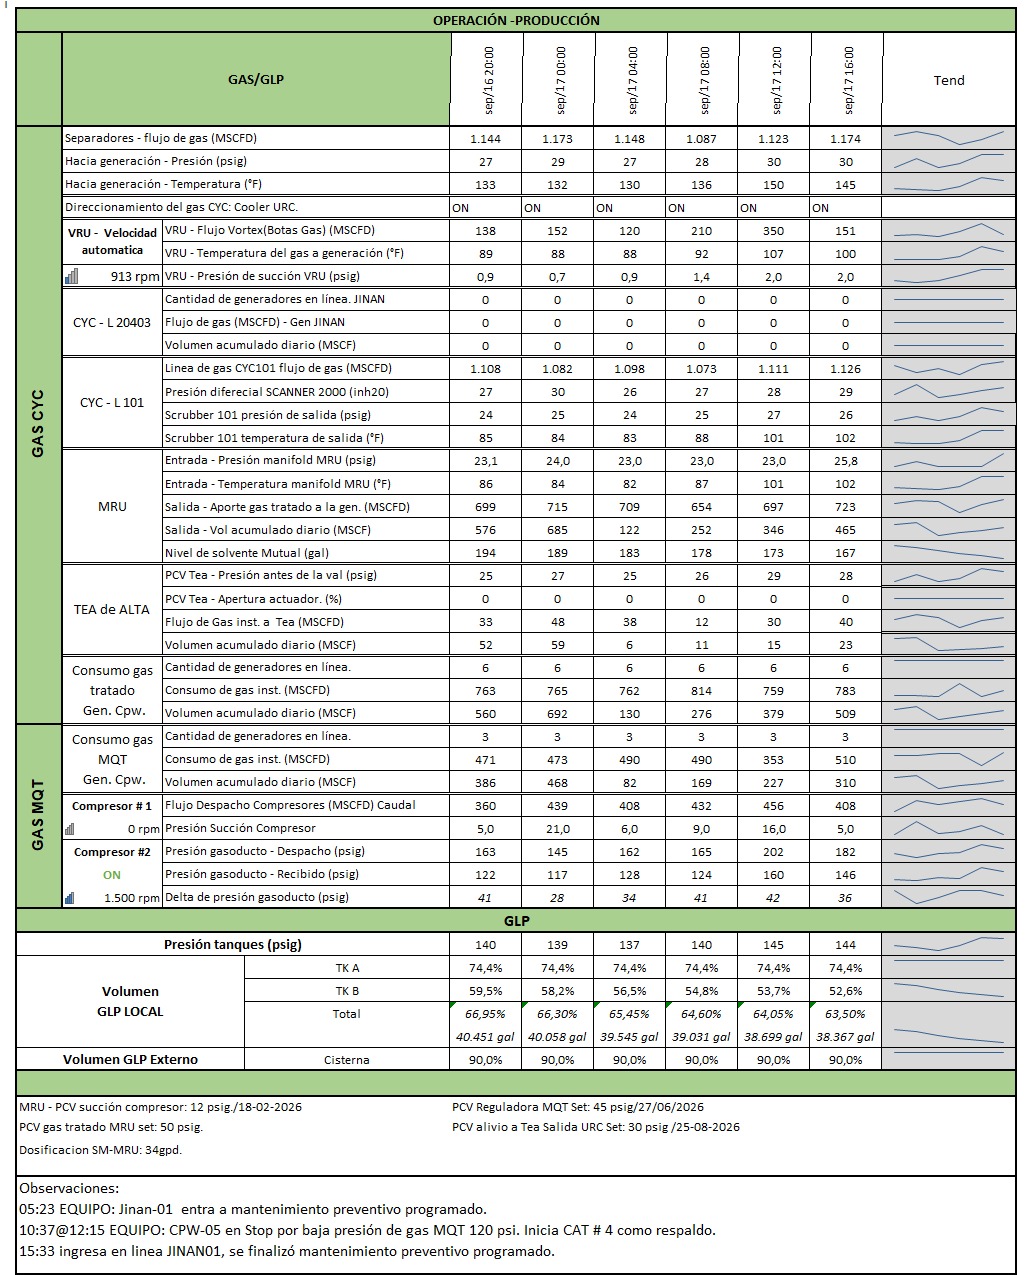 OPERACIÓN -PRODUCCIÓN
GAS/GLP sep/16 20:00 sep/17 00:00 sep/17 04:00 sep/17 08:00 sep/17 12:00 sep/17 16:00 Tend
GAS CYC
Separadores - flujo de gas (MSCFD) 1.144 1.173 1.148 1.087 1.123 1.174
Hacia generación - Presión (psig) 27 29 27 28 30 30
Hacia generación - Temperatura (°F) 133 132 130 136 150 145
Direccionamiento del gas CYC: Cooler URC. ON ON ON ON ON ON
VRU - Velocidad automatica
VRU - Flujo Vortex(Botas Gas) (MSCFD) 138 152 120 210 350 151
VRU - Temperatura del gas a generación (°F) 89 88 88 92 107 100
913 rpm VRU - Presión de succión VRU (psig) 0,9 0,7 0,9 1,4 2,0 2,0
CYC - L 20403
Cantidad de generadores en línea. JINAN 0 0 0 0 0 0
Flujo de gas (MSCFD) - Gen JINAN 0 0 0 0 0 0
Volumen acumulado diario (MSCF) 0 0 0 0 0 0
CYC - L 101
Linea de gas CYC101 flujo de gas (MSCFD) 1.108 1.082 1.098 1.073 1.111 1.126
Presión diferecial SCANNER 2000 (inh20) 27 30 26 27 28 29
Scrubber 101 presión de salida (psig) 24 25 24 25 27 26
Scrubber 101 temperatura de salida (°F) 85 84 83 88 101 102
MRU
Entrada - Presión manifold MRU (psig) 23,1 24,0 23,0 23,0 23,0 25,8
Entrada - Temperatura manifold MRU (°F) 86 84 82 87 101 102
Salida - Aporte gas tratado a la gen. (MSCFD) 699 715 709 654 697 723
Salida - Vol acumulado diario (MSCF) 576 685 122 252 346 465
Nivel de solvente Mutual (gal) 194 189 183 178 173 167
TEA de ALTA
PCV Tea - Presión antes de la val (psig) 25 27 25 26 29 28
PCV Tea - Apertura actuador. (%) 0 0 0 0 0 0
Flujo de Gas inst. a Tea (MSCFD) 33 48 38 12 30 40
Volumen acumulado diario (MSCF) 52 59 6 11 15 23
Consumo gas tratado Gen. Cpw.
Cantidad de generadores en línea. 6 6 6 6 6 6
Consumo de gas inst. (MSCFD) 763 765 762 814 759 783
Volumen acumulado diario (MSCF) 560 692 130 276 379 509
GAS MQT
Consumo gas MQT Gen. Cpw.
Cantidad de generadores en línea. 3 3 3 3 3 3
Consumo de gas inst. (MSCFD) 471 473 490 490 353 510
Volumen acumulado diario (MSCF) 386 468 82 169 227 310
Compresor # 1 Flujo Despacho Compresores (MSCFD) Caudal 360 439 408 432 456 408
0 rpm Presión Succión Compresor 5,0 21,0 6,0 9,0 16,0 5,0
Compresor #2 Presión gasoducto - Despacho (psig) 163 145 162 165 202 182
ON Presión gasoducto - Recibido (psig) 122 117 128 124 160 146
1.500 rpm Delta de presión gasoducto (psig) 41 28 34 41 42 36
GLP
Presión tanques (psig) 140 139 137 140 145 144
Volumen GLP LOCAL
TK A 74,4% 74,4% 74,4% 74,4% 74,4% 74,4%
TK B 59,5% 58,2% 56,5% 54,8% 53,7% 52,6%
Total 66,95% 66,30% 65,45% 64,60% 64,05% 63,50%
40.451 gal 40.058 gal 39.545 gal 39.031 gal 38.699 gal 38.367 gal
Volumen GLP Externo Cisterna 90,0% 90,0% 90,0% 90,0% 90,0% 90,0%
MRU - PCV succión compresor: 12 psig./18-02-2026 PCV Reguladora MQT Set: 45 psig/27/06/2026
PCV gas tratado MRU set: 50 psig. PCV alivio a Tea Salida URC Set: 30 psig /25-08-2026
Dosificacion SM-MRU: 34gpd.
Observaciones:
05:23 EQUIPO: Jinan-01 entra a mantenimiento preventivo programado.
10:37@12:15 EQUIPO: CPW-05 en Stop por baja presión de gas MQT 120 psi. Inicia CAT # 4 como respaldo.
15:33 ingresa en linea JINAN01, se finalizó mantenimiento preventivo programado.